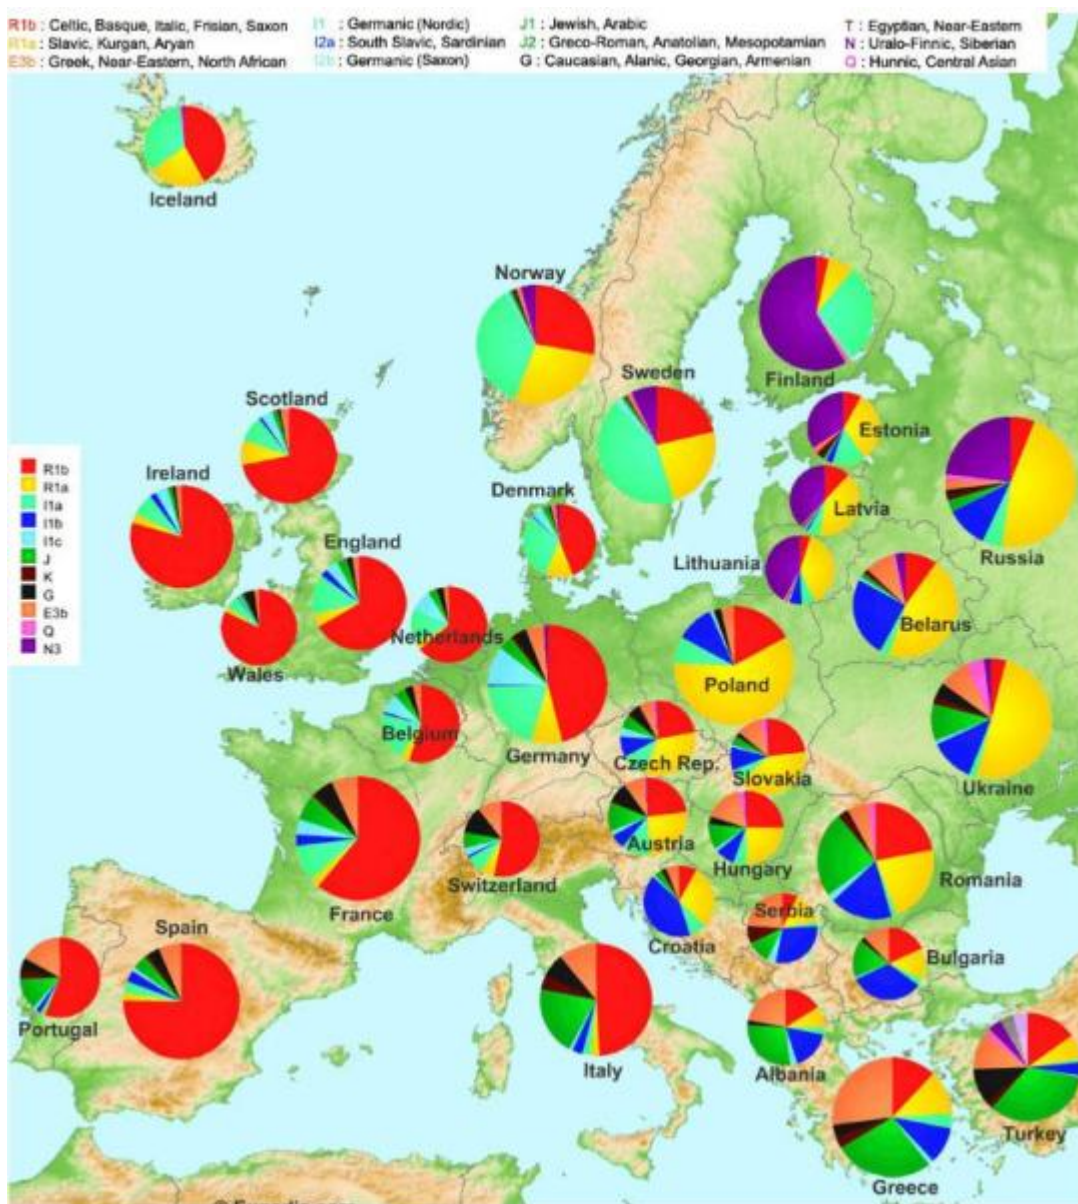 R1b : Celtic, Basque, Italic, Frisian, Saxon
I1 : Germanic (Nordic)
J1 : Jewish, Arabic
T : Egyptian, Near-Eastern
R1a : Slavic, Kurgan, Aryan
I2a : South Slavic, Sardinian
J2 : Greco-Roman, Anatolian, Mesopotamian
N : Uralo-Finnic, Siberian
E3b : Greek, Near-Eastern, North African
I2b : Germanic (Saxon)
G : Caucasian, Alanic, Georgian, Armenian
Q : Hunnic, Central Asian
Iceland
Norway
Sweden
Finland
Scotland
Estonia
Ireland
Denmark
Latvia
England
Lithuania
Russia
R1b
R1a
I1a
I1b
I1c
J
K
G
E3b
Q
N3
Netherlands
Belarus
Wales
Poland
Belgium
Germany
Czech Rep.
Slovakia
Ukraine
Austria
Hungary
Switzerland
France
Romania
Serbia
Croatia
Spain
Bulgaria
Portugal
Italy
Albania
Turkey
Greece